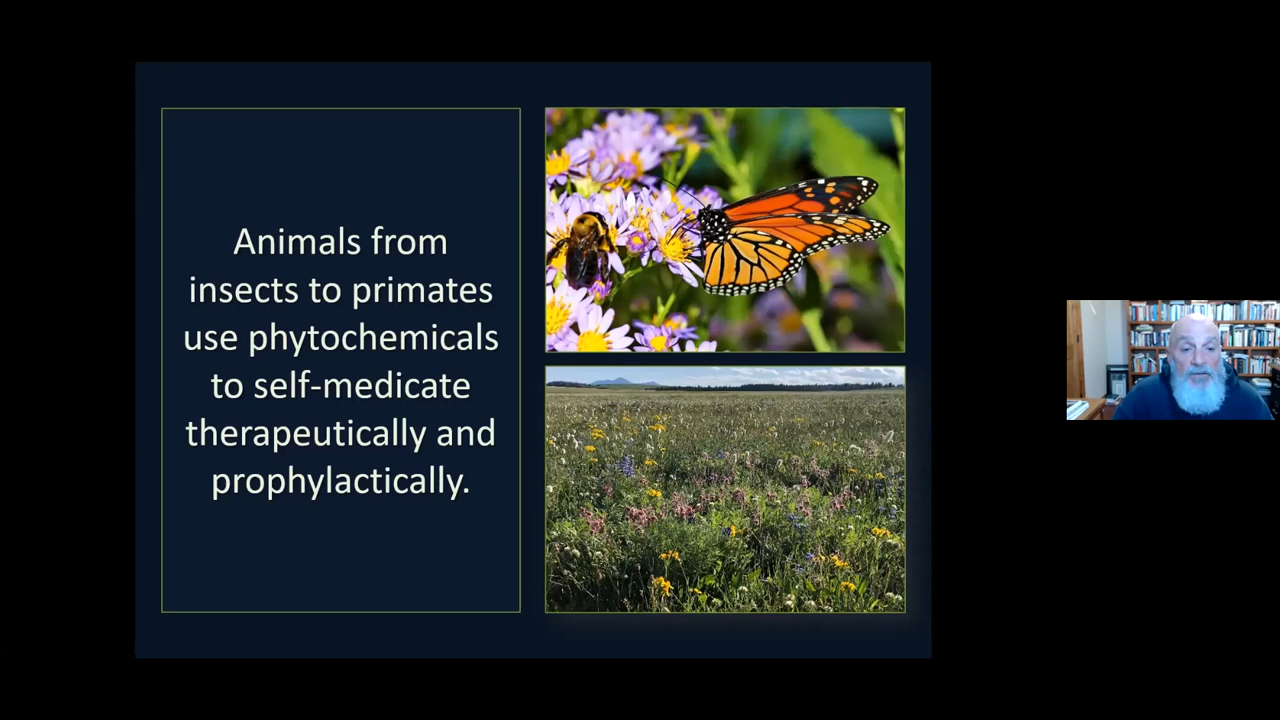 Animals from
insects to primates
use phytochemicals
to self-medicate
therapeutically and
prophylactically.